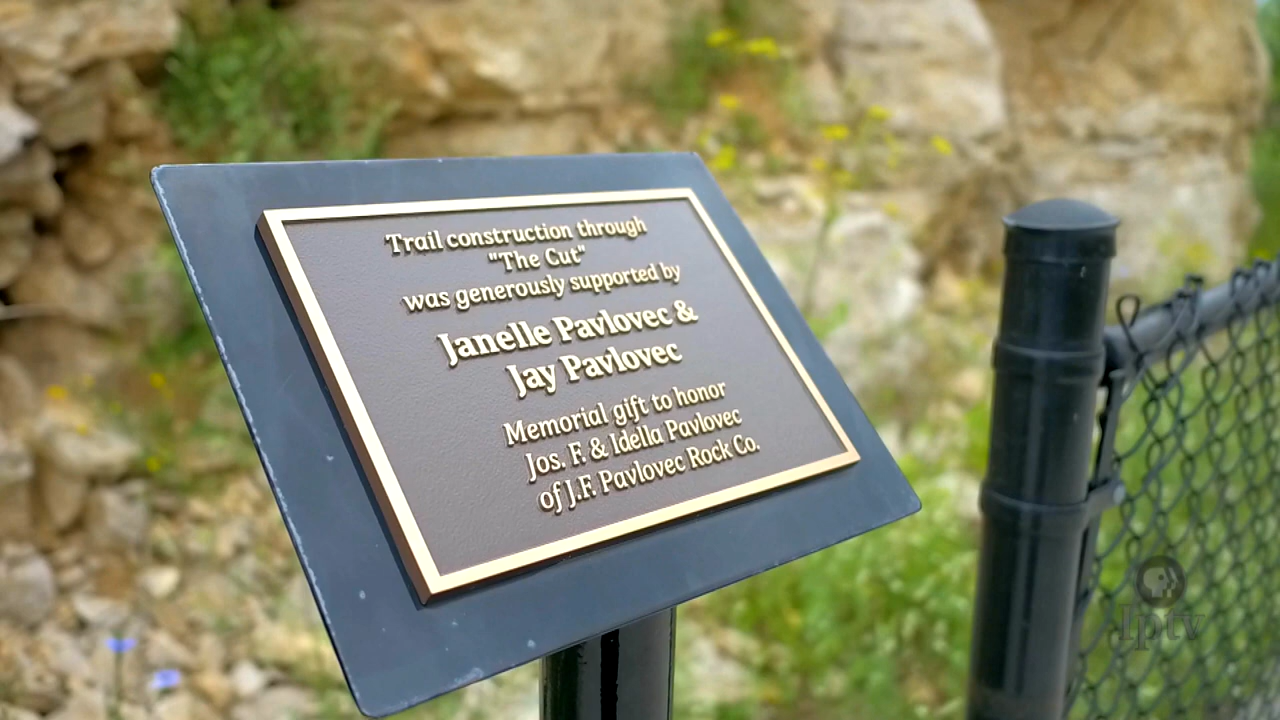 Trail construction through
"The Cut"
was generously supported by
Janelle Pavlovec &
Jay Pavlovec
Memorial gift to honor
Jos. F. & Idella Pavlovec
of J.F. Pavlovec Rock Co.
Iptv